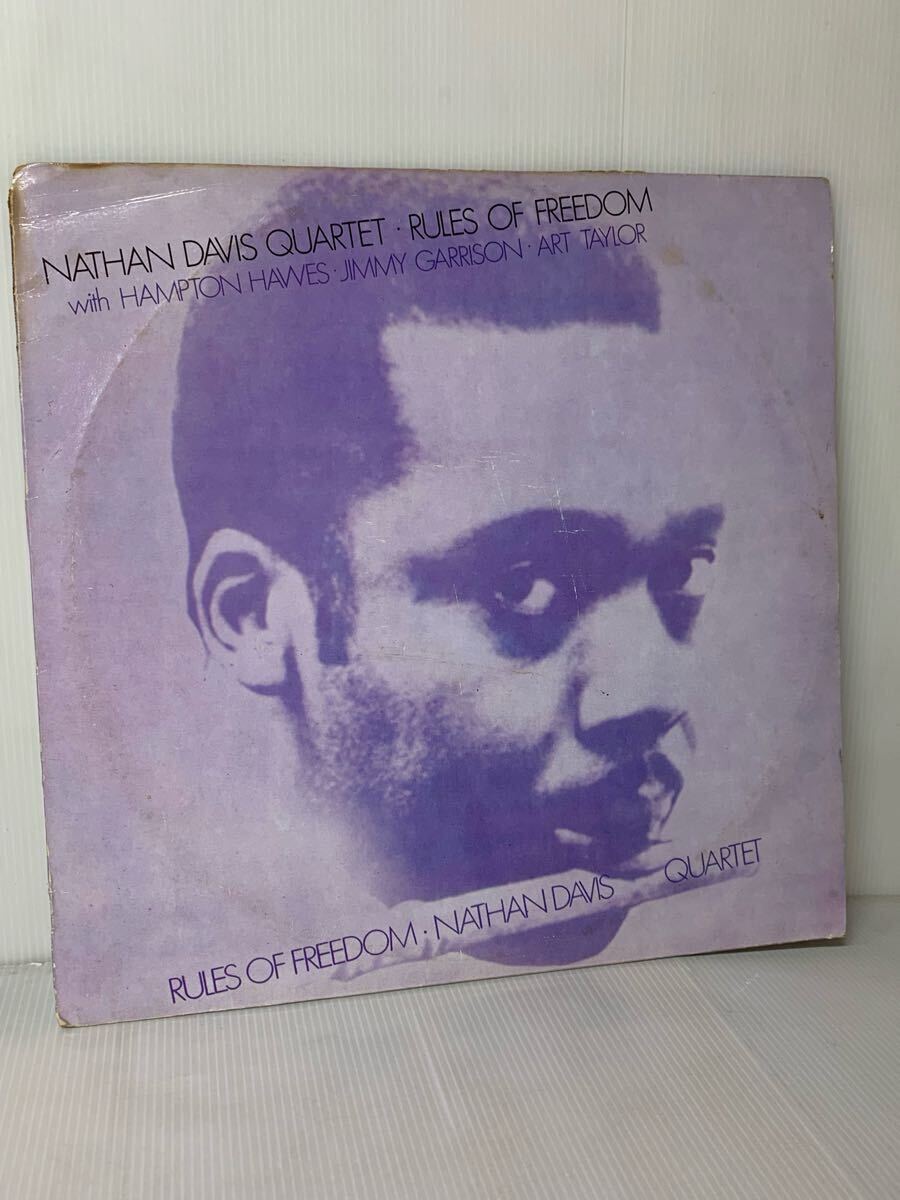 NATHAN DAVIS QUARTET · RULES OF FREEDOM
with HAMPTON HAWES · JIMMY GARRISON · ART TAYLOR
RULES OF FREEDOM · NATHAN DAVIS QUARTET